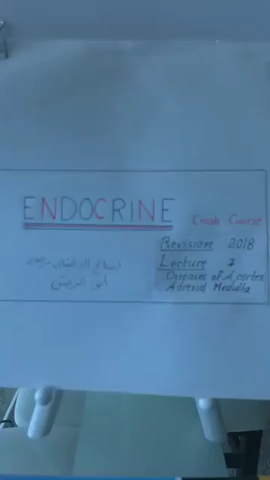 ENDOCRINE Crash Course
Revision 2018
Lecture 7
Diseases of A. cortex
Adrenal Medulla